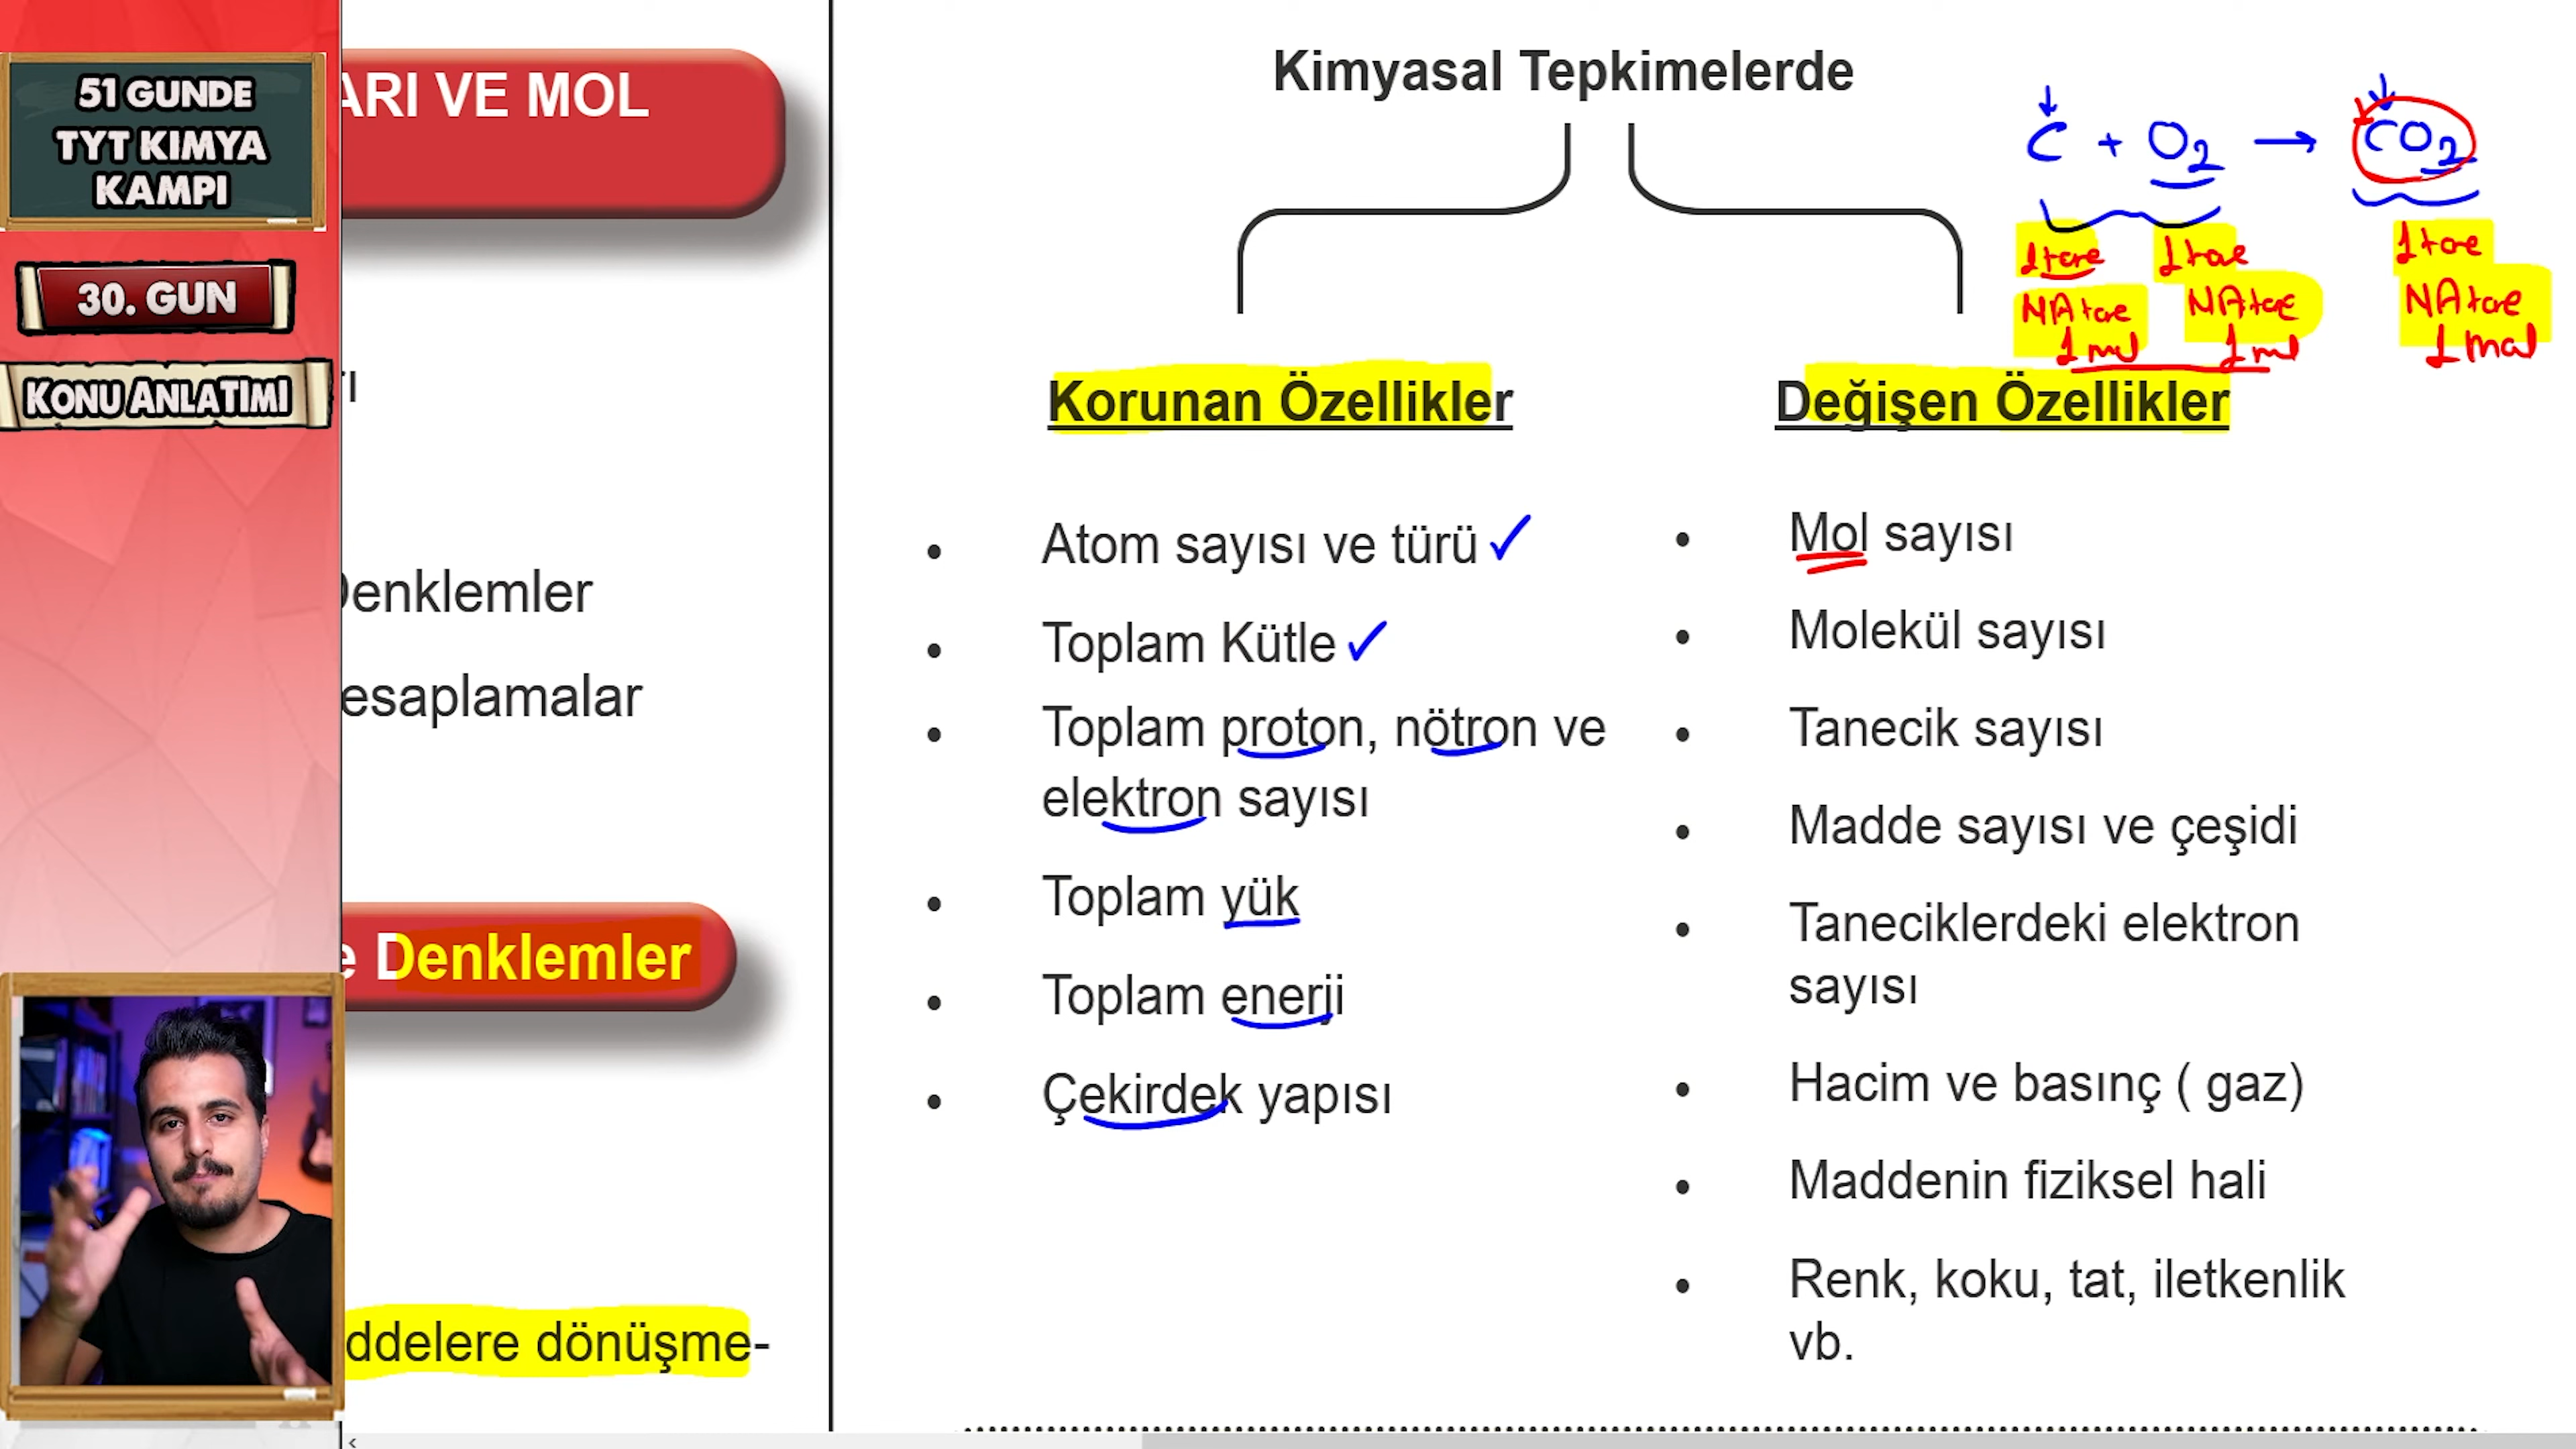 51 GUNDE
TYT KIMYA
KAMPI
30. GUN
KONU ANLATIMI
ARI VE MOL
rı
Denklemler
esaplamalar
e Denklemler
ddelere dönüşme-
Kimyasal Tepkimelerde
C + O2 → CO2
1 tane 1 tane 1 tane
NA tane NA tane NA tane
1 mol 1 mol 1 mol
Korunan Özellikler
• Atom sayısı ve türü ✓
• Toplam Kütle ✓
• Toplam proton, nötron ve
elektron sayısı
• Toplam yük
• Toplam enerji
• Çekirdek yapısı
Değişen Özellikler
• Mol sayısı
• Molekül sayısı
• Tanecik sayısı
• Madde sayısı ve çeşidi
• Taneciklerdeki elektron
sayısı
• Hacim ve basınç ( gaz)
• Maddenin fiziksel hali
• Renk, koku, tat, iletkenlik
vb.